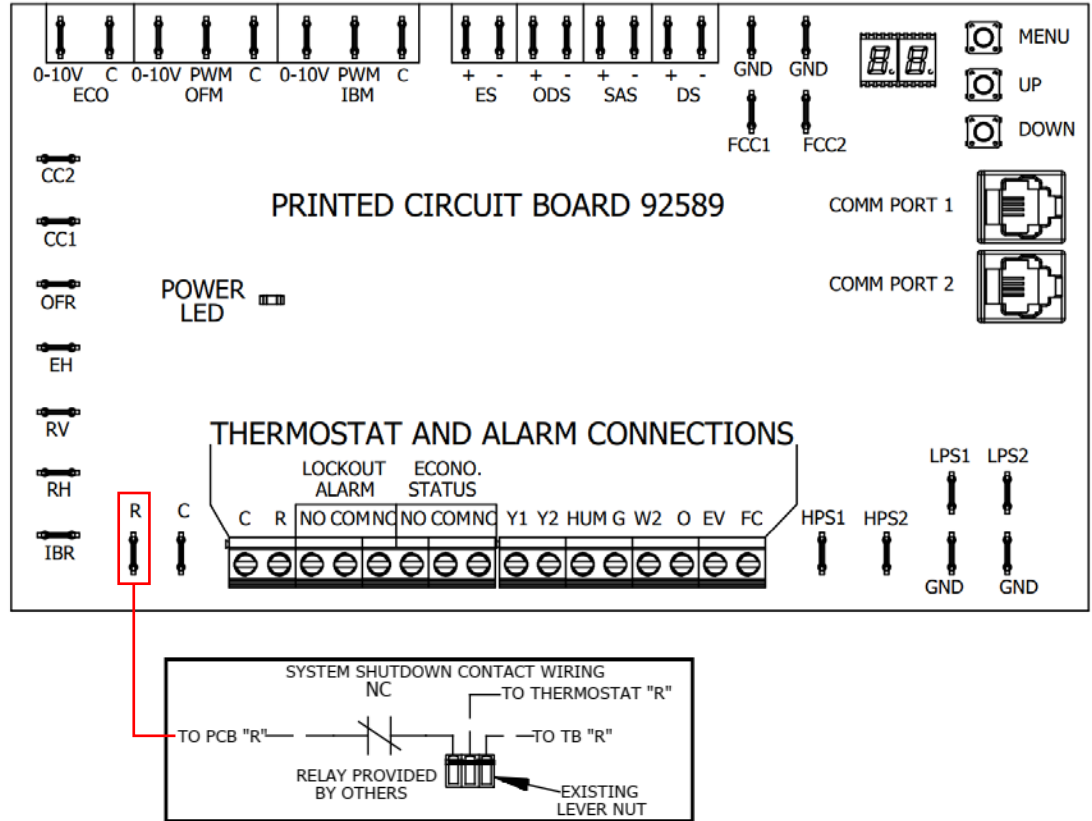 0-10V C 0-10V PWM C 0-10V PWM C + - + - + - + - GND GND
ECO OFM IBM ES ODS SAS DS
FCC1 FCC2
8.8.
MENU
UP
DOWN
CC2
CC1
OFR
EH
RV
RH
IBR
PRINTED CIRCUIT BOARD 92589
COMM PORT 1
COMM PORT 2
POWER
LED
THERMOSTAT AND ALARM CONNECTIONS
LOCKOUT ECONO.
ALARM STATUS
R C
C R NO COM NC NO COM NC Y1 Y2 HUM G W2 O EV FC
HPS1 HPS2
LPS1 LPS2
GND GND
SYSTEM SHUTDOWN CONTACT WIRING
NC
TO THERMOSTAT "R"
TO PCB "R"
TO TB "R"
RELAY PROVIDED
BY OTHERS
EXISTING
LEVER NUT